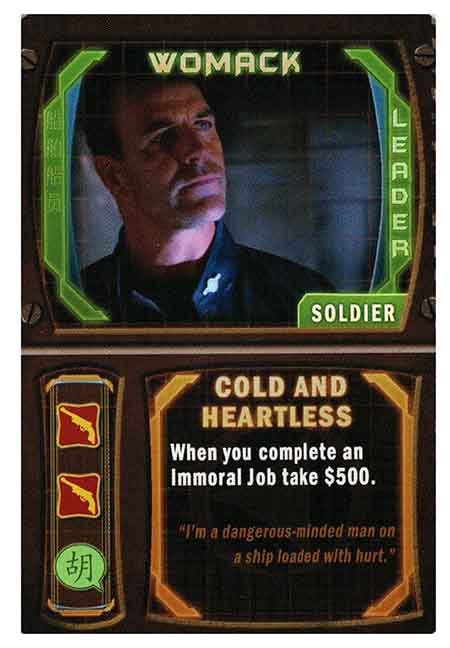 WOMACK
LEADER
SOLDIER
COLD AND
HEARTLESS
When you complete an
Immoral Job take $500.
"I'm a dangerous-minded man on
a ship loaded with hurt."
胡